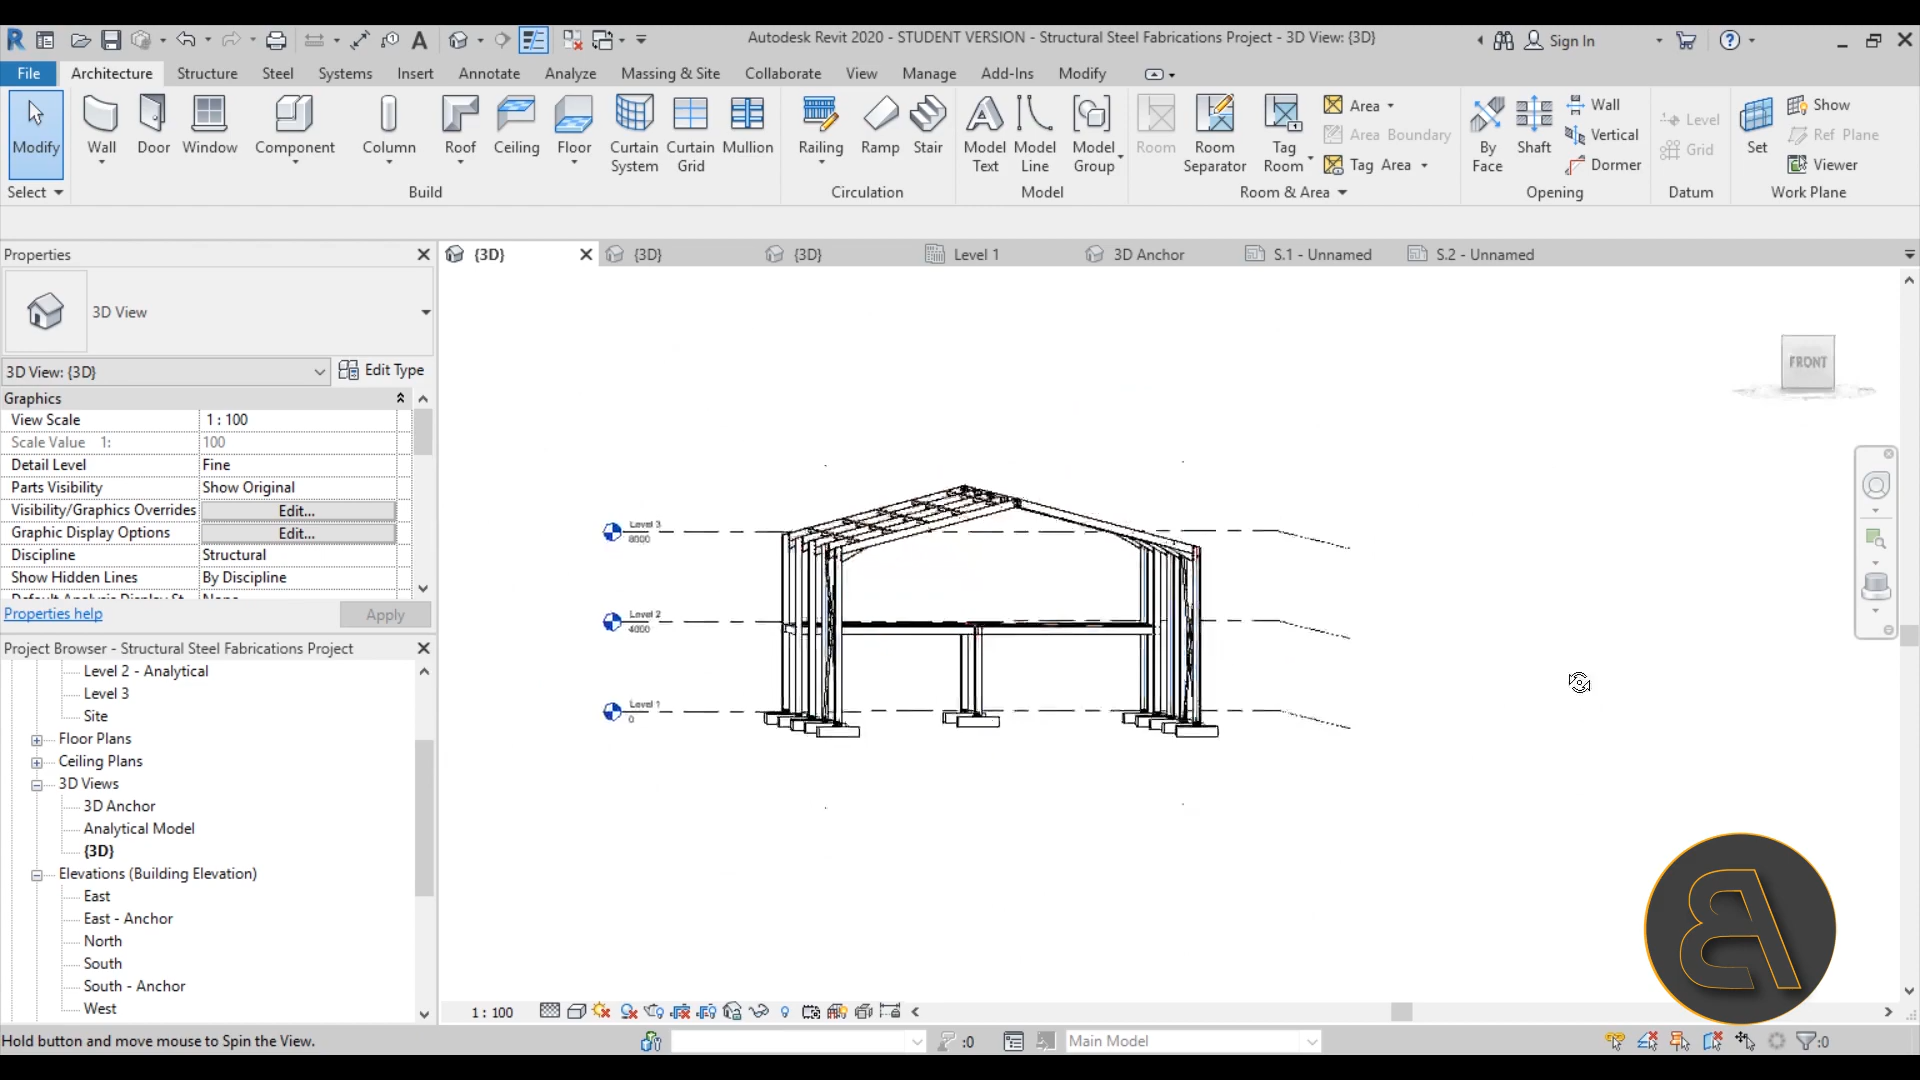 Autodesk Revit 2020 - STUDENT VERSION - Structural Steel Fabrications Project - 3D View: {3D}
Sign In
File Architecture Structure Steel Systems Insert Annotate Analyze Massing & Site Collaborate View Manage Add-Ins Modify
Modify
Wall
Door
Window
Component
Column
Roof
Ceiling
Floor
Curtain System
Curtain Grid
Mullion
Railing
Ramp
Stair
Model Text
Model Line
Model Group
Room
Room Separator
Tag Room
Area
Area Boundary
Tag Area
By Face
Shaft
Wall
Vertical
Dormer
Level
Grid
Set
Show
Ref Plane
Viewer
Select
Build
Circulation
Model
Room & Area
Opening
Datum
Work Plane
Properties
{3D}
{3D}
{3D}
Level 1
3D Anchor
S.1 - Unnamed
S.2 - Unnamed
3D View
3D View: {3D}
Edit Type
Graphics
View Scale 1 : 100
Scale Value 1: 100
Detail Level Fine
Parts Visibility Show Original
Visibility/Graphics Overrides Edit...
Graphic Display Options Edit...
Discipline Structural
Show Hidden Lines By Discipline
Properties help
Apply
Project Browser - Structural Steel Fabrications Project
Level 2 - Analytical
Level 3
Site
Floor Plans
Ceiling Plans
3D Views
3D Anchor
Analytical Model
{3D}
Elevations (Building Elevation)
East
East - Anchor
North
South
South - Anchor
West
FRONT
Level 3
8000
Level 2
4000
Level 1
0
1 : 100
Hold button and move mouse to Spin the View.
:0
Main Model
:0